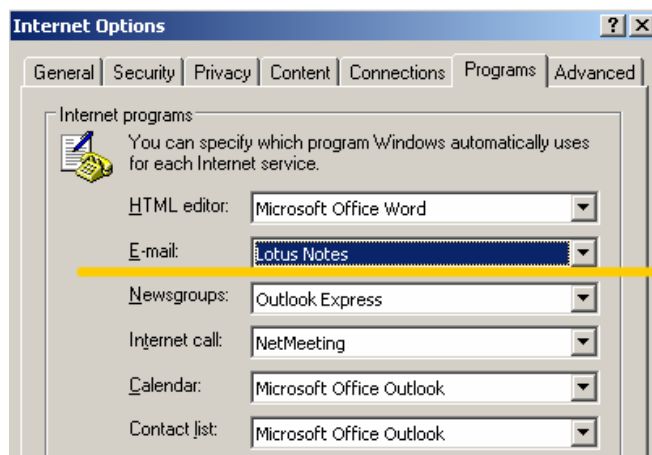 Internet Options
General Security Privacy Content Connections Programs Advanced
Internet programs
You can specify which program Windows automatically uses
for each Internet service.
HTML editor: Microsoft Office Word
E-mail: Lotus Notes
Newsgroups: Outlook Express
Internet call: NetMeeting
Calendar: Microsoft Office Outlook
Contact list: Microsoft Office Outlook